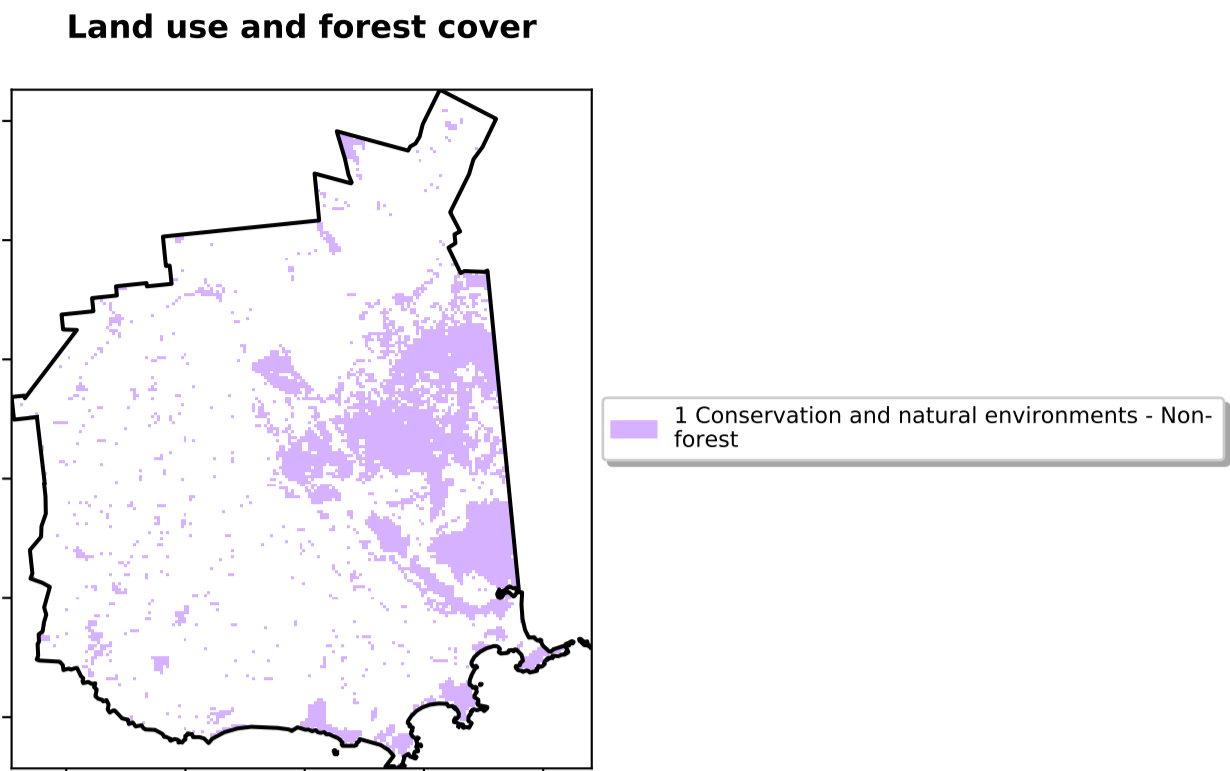 Land use and forest cover
1 Conservation and natural environments - Non-
forest